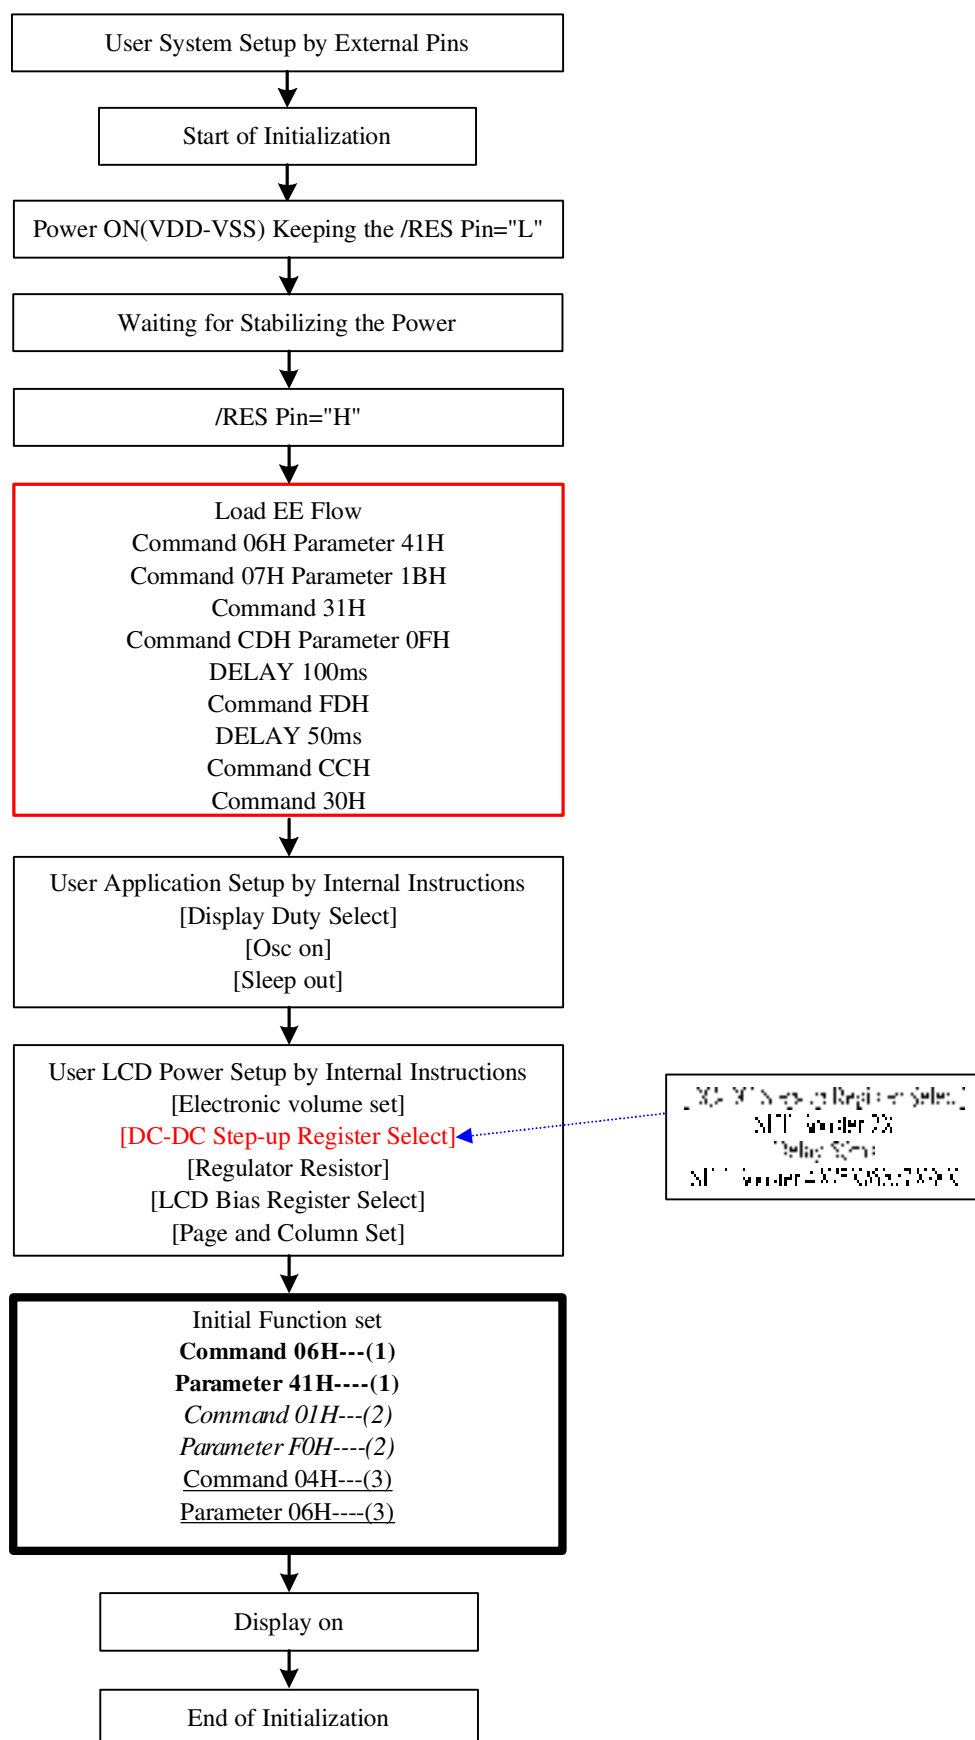 User System Setup by External Pins
Start of Initialization
Power ON(VDD-VSS) Keeping the /RES Pin="L"
Waiting for Stabilizing the Power
/RES Pin="H"
Load EE Flow
Command 06H Parameter 41H
Command 07H Parameter 1BH
Command 31H
Command CDH Parameter 0FH
DELAY 100ms
Command FDH
DELAY 50ms
Command CCH
Command 30H
User Application Setup by Internal Instructions
[Display Duty Select]
[Osc on]
[Sleep out]
User LCD Power Setup by Internal Instructions
[Electronic volume set]
[DC-DC Step-up Register Select]
[Regulator Resistor]
[LCD Bias Register Select]
[Page and Column Set]
Delay
Initial Function set
Command 06H---(1)
Parameter 41H----(1)
Command 01H---(2)
Parameter F0H----(2)
Command 04H---(3)
Parameter 06H----(3)
Display on
End of Initialization